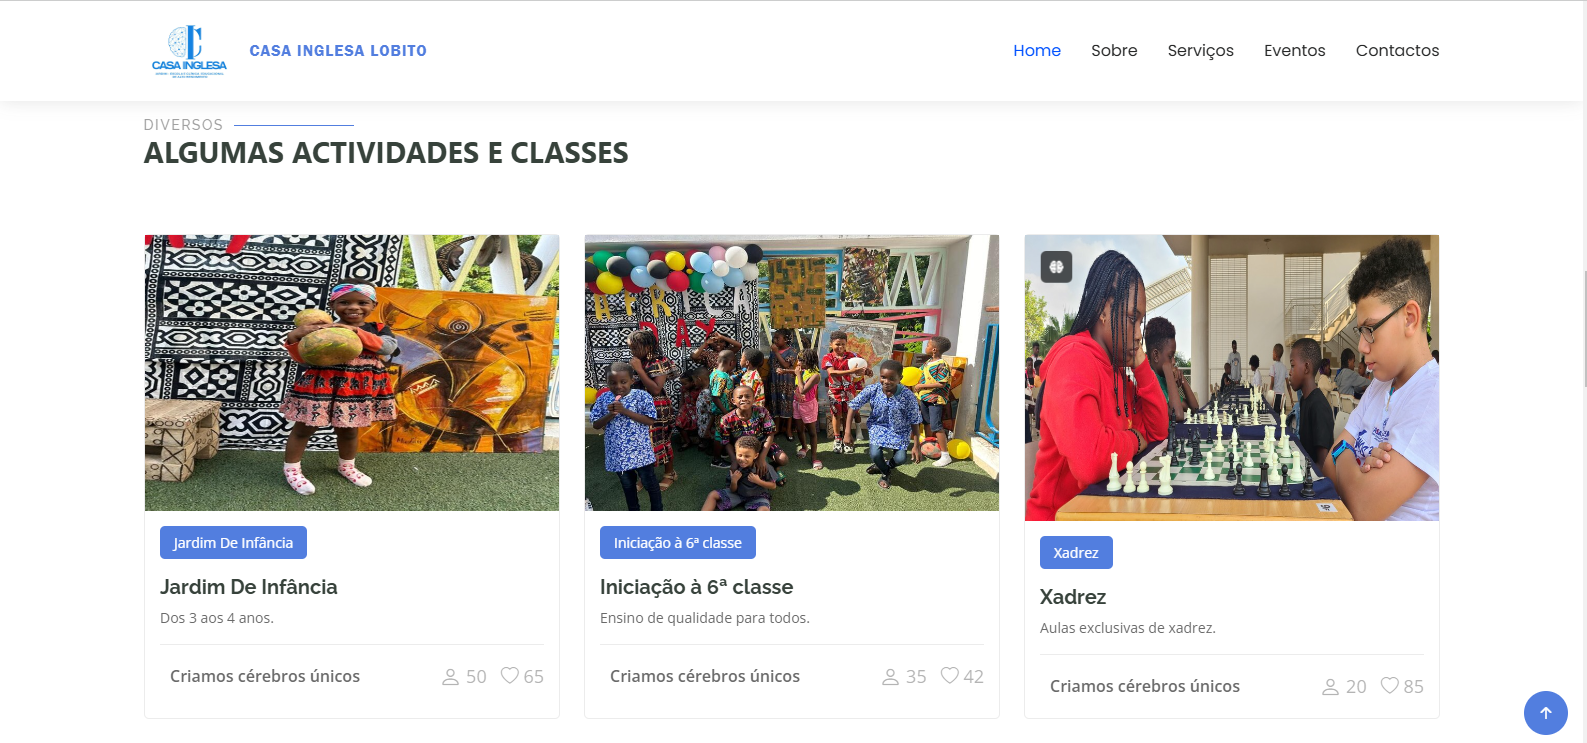 CASA INGLESA
CASA INGLESA LOBITO
Home
Sobre
Serviços
Eventos
Contactos
DIVERSOS
ALGUMAS ACTIVIDADES E CLASSES
DAY
Jardim De Infância
Jardim De Infância
Dos 3 aos 4 anos.
Criamos cérebros únicos
50
65
Iniciação à 6ª classe
Iniciação à 6ª classe
Ensino de qualidade para todos.
Criamos cérebros únicos
35
42
Xadrez
Xadrez
Aulas exclusivas de xadrez.
Criamos cérebros únicos
20
85